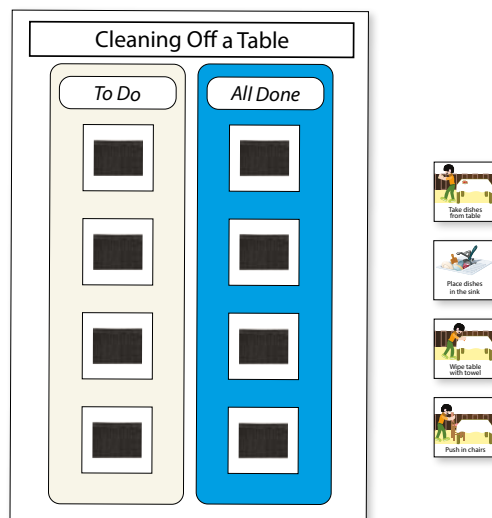 Cleaning Off a Table
To Do
All Done
Take dishes
from table
Place dishes
in the sink
Wipe table
with towel
Push in chairs